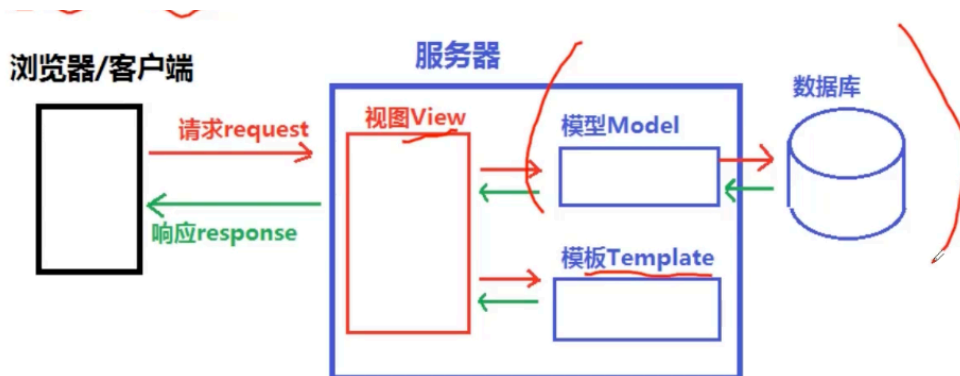 浏览器/客户端
服务器
数据库
视图View
模型Model
请求request
响应response
模板Template